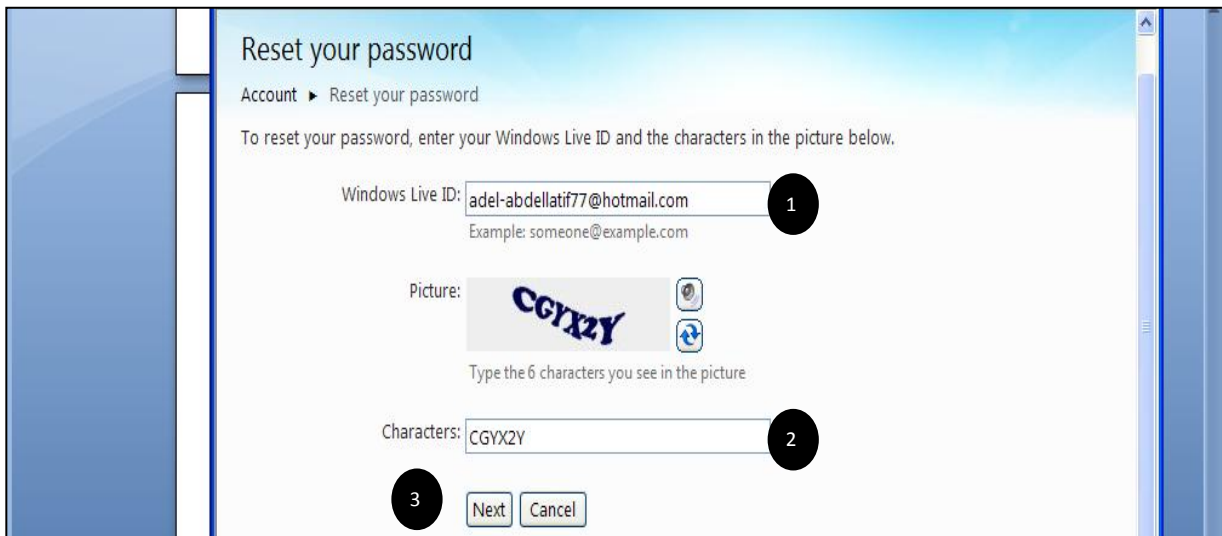 Reset your password
Account ► Reset your password
To reset your password, enter your Windows Live ID and the characters in the picture below.
Windows Live ID: adel-abdellatif77@hotmail.com 1
Example: someone@example.com
Picture: CGYX2Y
Type the 6 characters you see in the picture
Characters: CGYX2Y 2
3 Next Cancel